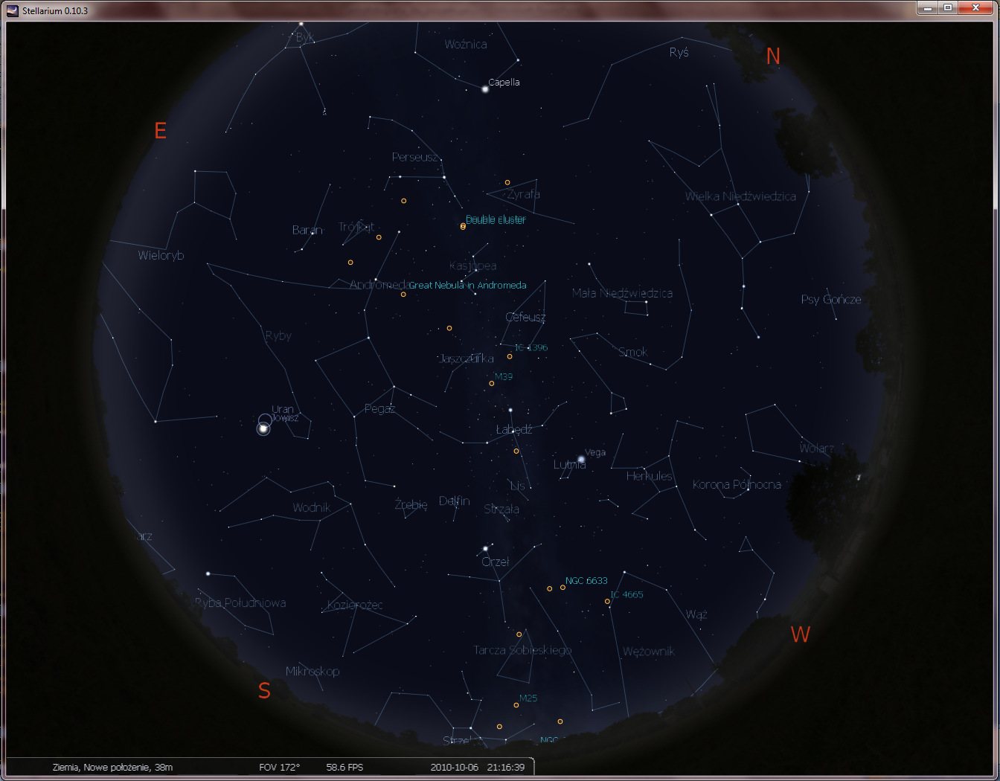 Stellarium 0.10.3
Byk
Woźnica
Ryś
N
Capella
E
Perseusz
Żyrafa
Wielka Niedźwiedzica
Double cluster
Double cluster
Baran
Trójkąt
Wieloryb
Kasjopea
Andromeda
Great Nebula in Andromeda
Mała Niedźwiedzica
Psy Gończe
Cefeusz
Ryby
IC 1396
Smok
Jaszczurka
M39
Uran
Jowisz
Pegaz
Łabędź
Vega
Wolarz
Lutnia
Herkules
Korona Północna
Lis
Wodnik
Źrebię
Delfin
Strzała
arz
Orzeł
NGC 6633
IC 4665
Ryba Południowa
Koziorożec
Wąż
W
Tarcza Sobieskiego
Wężownik
Mikroskop
S
M25
Strzel
NGC
Ziemia, Nowe położenie, 38m
FOV 172°
58.6 FPS
2010-10-06
21:16:39